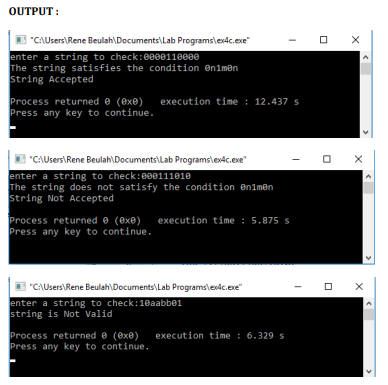 OUTPUT :
"C:\Users\Rene Beulah\Documents\Lab Programs\ex4c.exe"
enter a string to check:0000110000
The string satisfies the condition 0n1m0n
String Accepted
Process returned 0 (0x0) execution time : 12.437 s
Press any key to continue.
"C:\Users\Rene Beulah\Documents\Lab Programs\ex4c.exe"
enter a string to check:000111010
The string does not satisfy the condition 0n1m0n
String Not Accepted
Process returned 0 (0x0) execution time : 5.875 s
Press any key to continue.
"C:\Users\Rene Beulah\Documents\Lab Programs\ex4c.exe"
enter a string to check:10aabb01
string is Not Valid
Process returned 0 (0x0) execution time : 6.329 s
Press any key to continue.